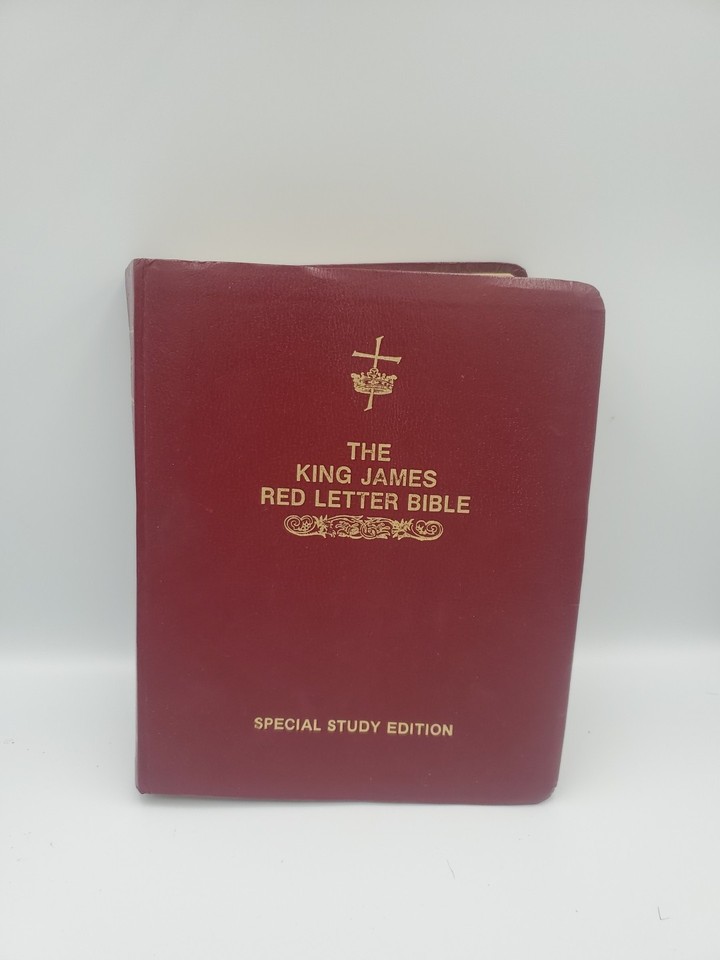 THE
KING JAMES
RED LETTER BIBLE
SPECIAL STUDY EDITION